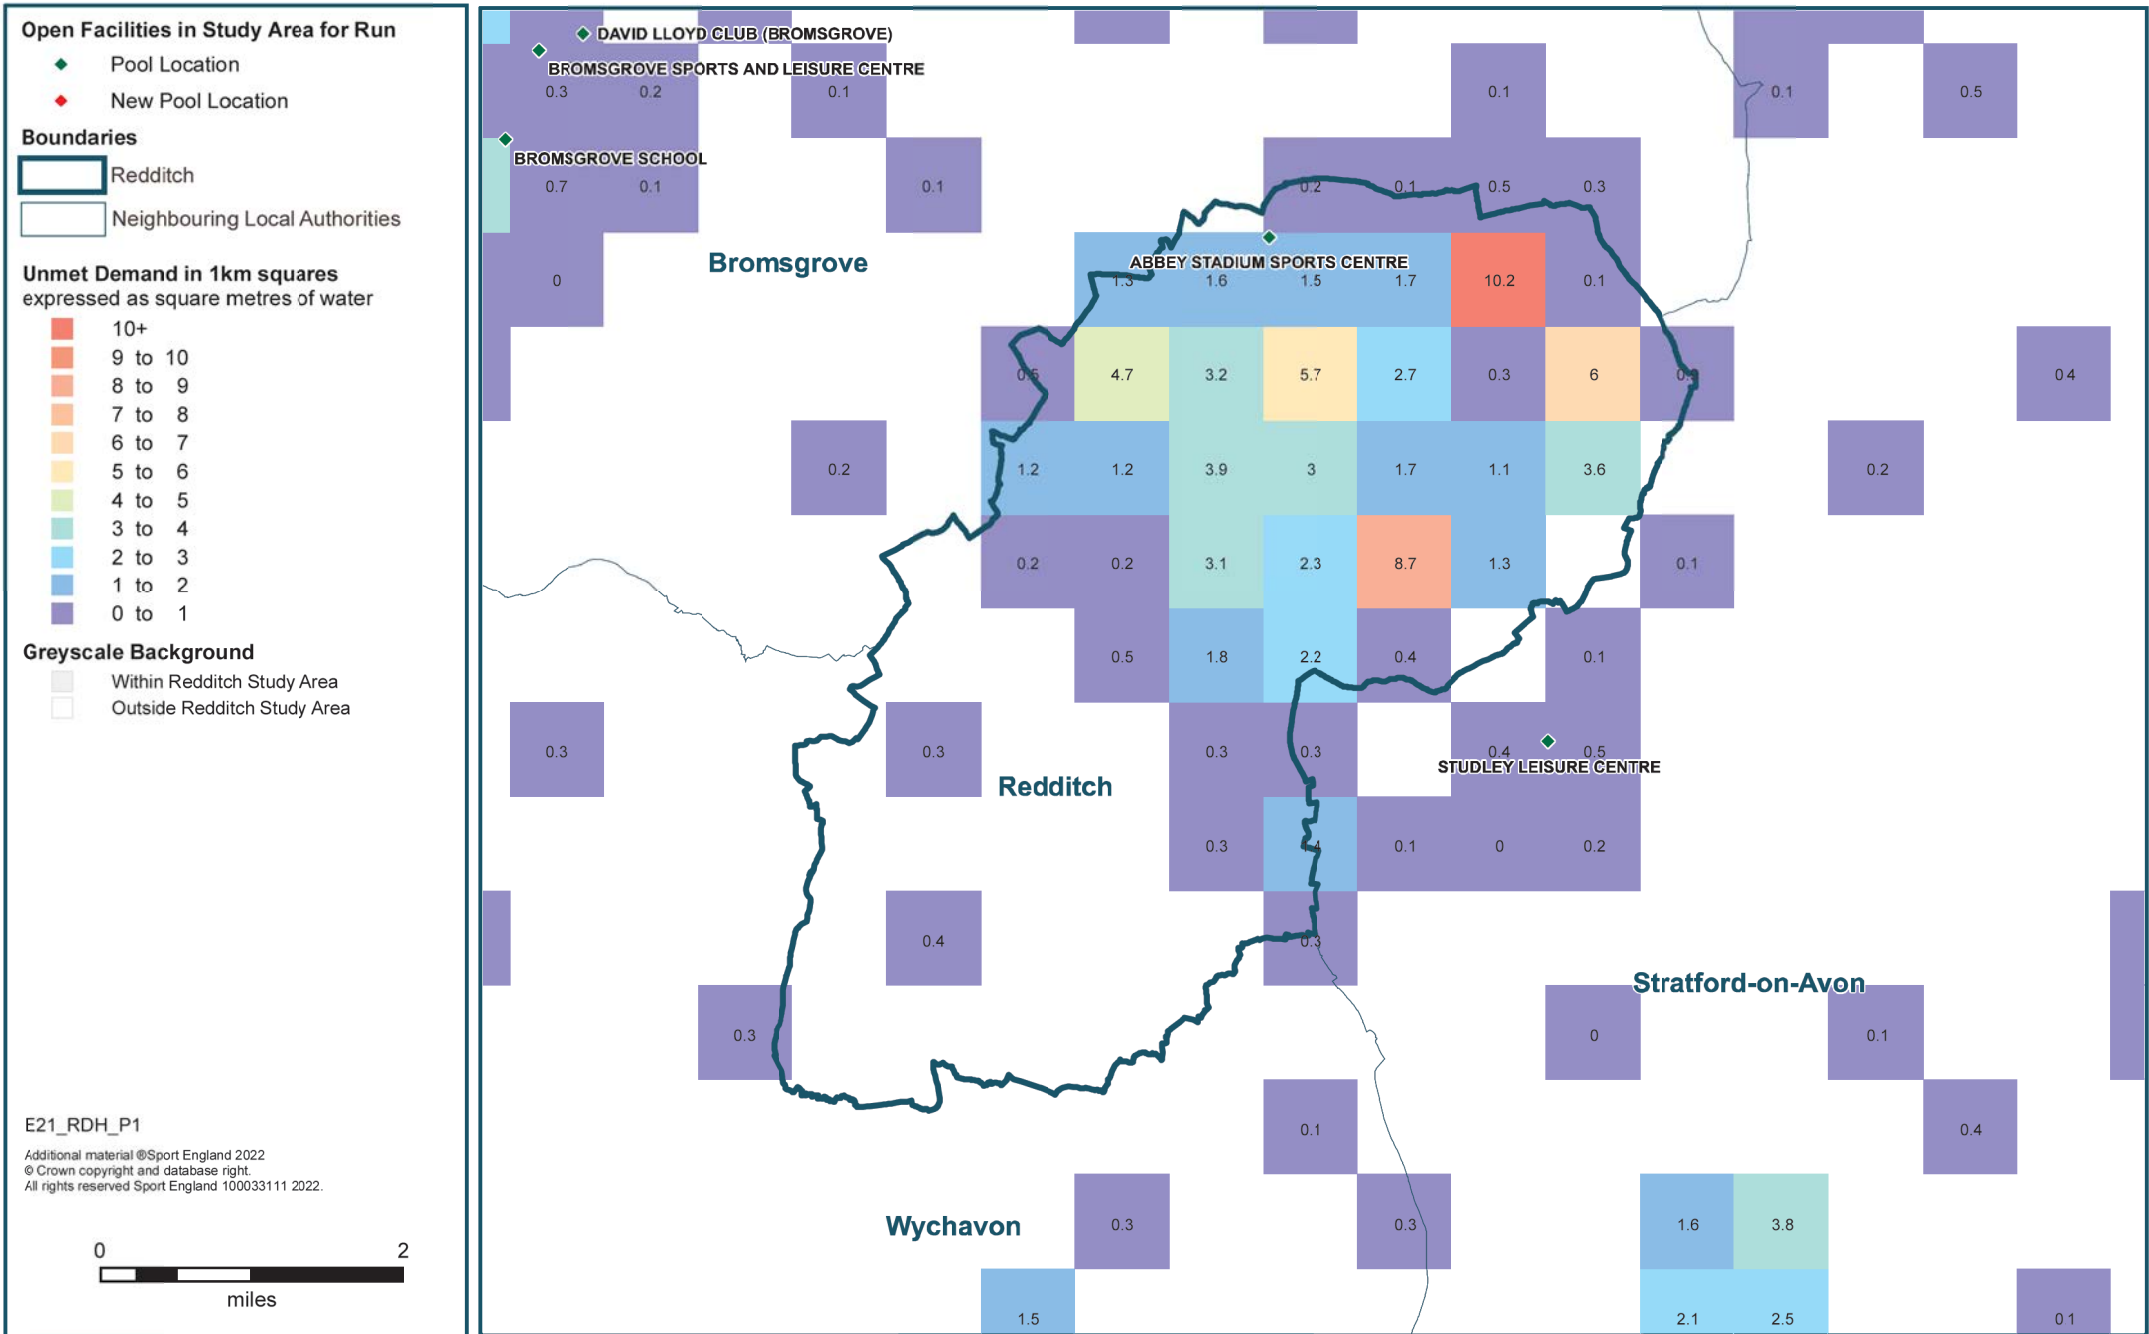 Open Facilities in Study Area for Run
Pool Location
New Pool Location
Boundaries
Redditch
Neighbouring Local Authorities
Unmet Demand in 1km squares
expressed as square metres of water
10+
9 to 10
8 to 9
7 to 8
6 to 7
5 to 6
4 to 5
3 to 4
2 to 3
1 to 2
0 to 1
Greyscale Background
Within Redditch Study Area
Outside Redditch Study Area
E21_RDH_P1
Additional material ®Sport England 2022
© Crown copyright and database right.
All rights reserved Sport England 100033111 2022.
0 2
miles
DAVID LLOYD CLUB (BROMSGROVE)
BROMSGROVE SPORTS AND LEISURE CENTRE
0.3 0.2 0.1 0.1 0.1 0.5
BROMSGROVE SCHOOL
0.7 0.1 0.1 0.2 0.1 0.5 0.3
Bromsgrove
ABBEY STADIUM SPORTS CENTRE
0 1.3 1.6 1.5 1.7 10.2 0.1
0.5 4.7 3.2 5.7 2.7 0.3 6 0 4
0.2 1.2 1.2 3.9 3 1.7 1.1 3.6 0.2
0.2 0.2 3.1 2.3 8.7 1.3 0.1
0.5 1.8 2.2 0.4 0.1
0.3 0.3 0.3 0.3 0.4 0.5
STUDLEY LEISURE CENTRE
Redditch
0.3 0.1 0 0.2
0.4 0.3
Stratford-on-Avon
0.3 0 0.1
0.1 0.4
Wychavon
0.3 0.3 1.6 3.8
1.5 2.1 2.5 0 1